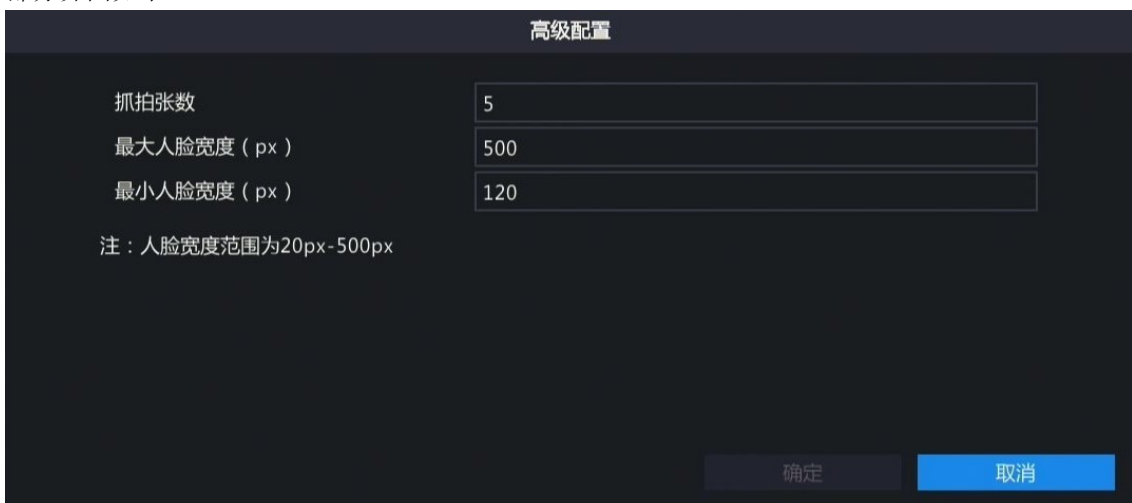 高级配置
抓拍张数 5
最大人脸宽度（px） 500
最小人脸宽度（px） 120
注：人脸宽度范围为20px-500px
确定 取消